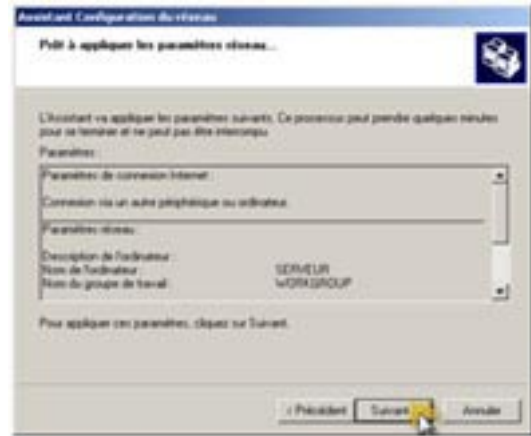 Assistant Configuration du réseau
Prêt à appliquer les paramètres réseau...
L'Assistant va appliquer les paramètres suivants. Ce processus peut prendre quelques minutes
pour se terminer et ne peut pas être interrompu.
Paramètres :
Paramètres de connexion Internet :
Connexion via un autre périphérique ou ordinateur.
Paramètres réseau :
Description de l'ordinateur :
Nom de l'ordinateur : SERVEUR
Nom du groupe de travail : WORKGROUP
Pour appliquer ces paramètres, cliquez sur Suivant.
< Précédent Suivant Annuler